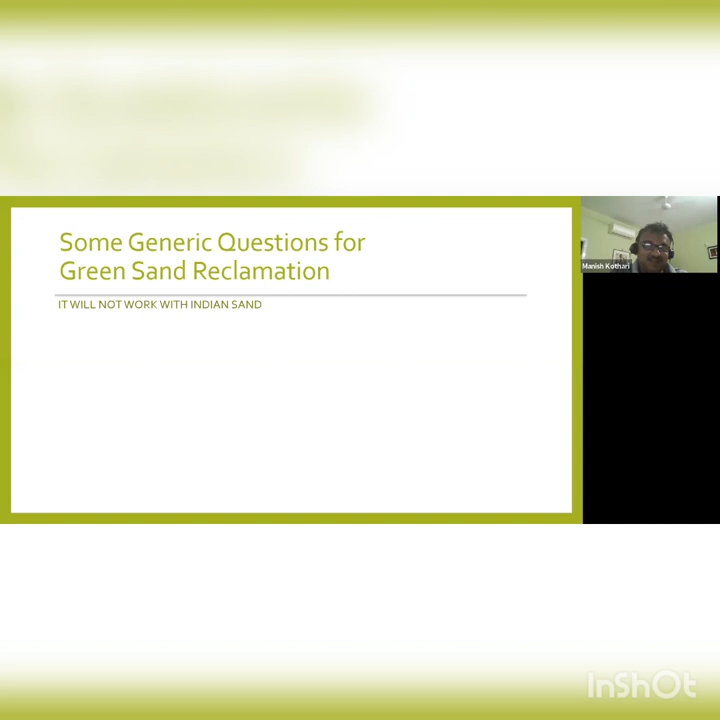 Some Generic Questions for
Green Sand Reclamation
IT WILL NOT WORK WITH INDIAN SAND
Manish Kothari
InShOt